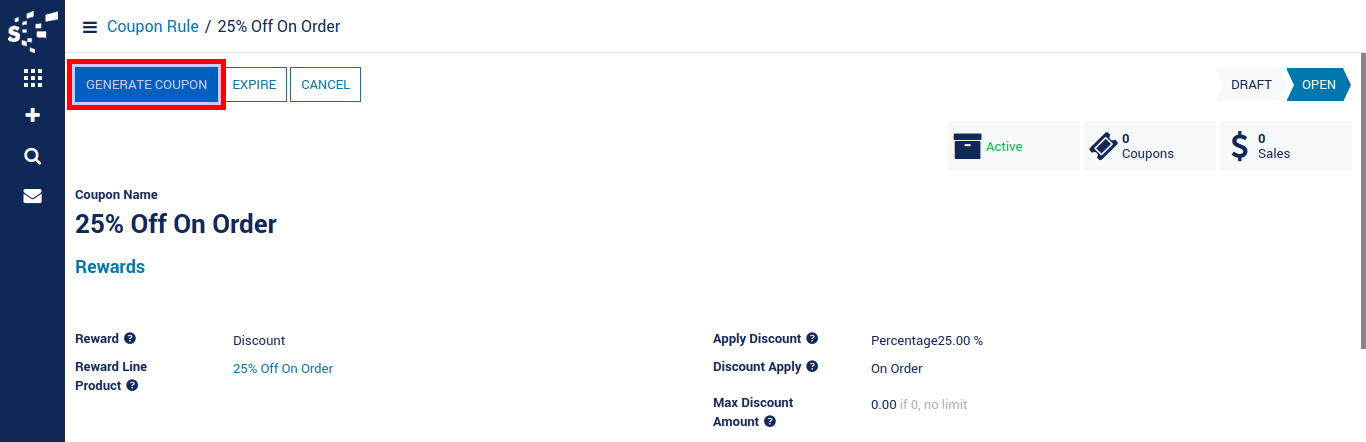 Coupon Rule / 25% Off On Order
GENERATE COUPON EXPIRE CANCEL DRAFT OPEN
Active 0 Coupons 0 Sales
Coupon Name
25% Off On Order
Rewards
Reward Discount Apply Discount Percentage25.00 %
Reward Line Product 25% Off On Order Discount Apply On Order
Max Discount Amount 0.00 if 0, no limit